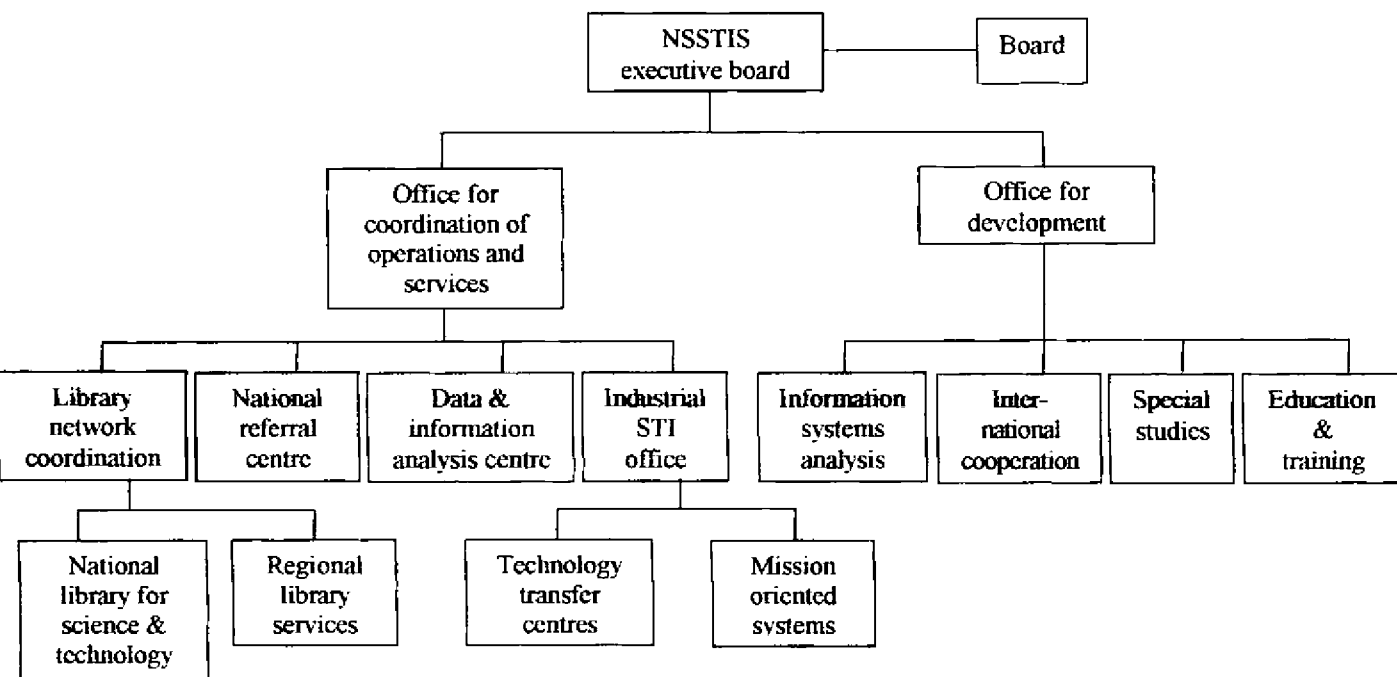 NSSTIS
executive board
Board
Office for
coordination of
operations and
services
Office for
development
Library
network
coordination
National
referral
centre
Data &
information
analysis centre
Industrial
STI
office
Information
systems
analysis
Inter-
national
cooperation
Special
studies
Education
&
training
National
library for
science &
technology
Regional
library
services
Technology
transfer
centres
Mission
oriented
systems